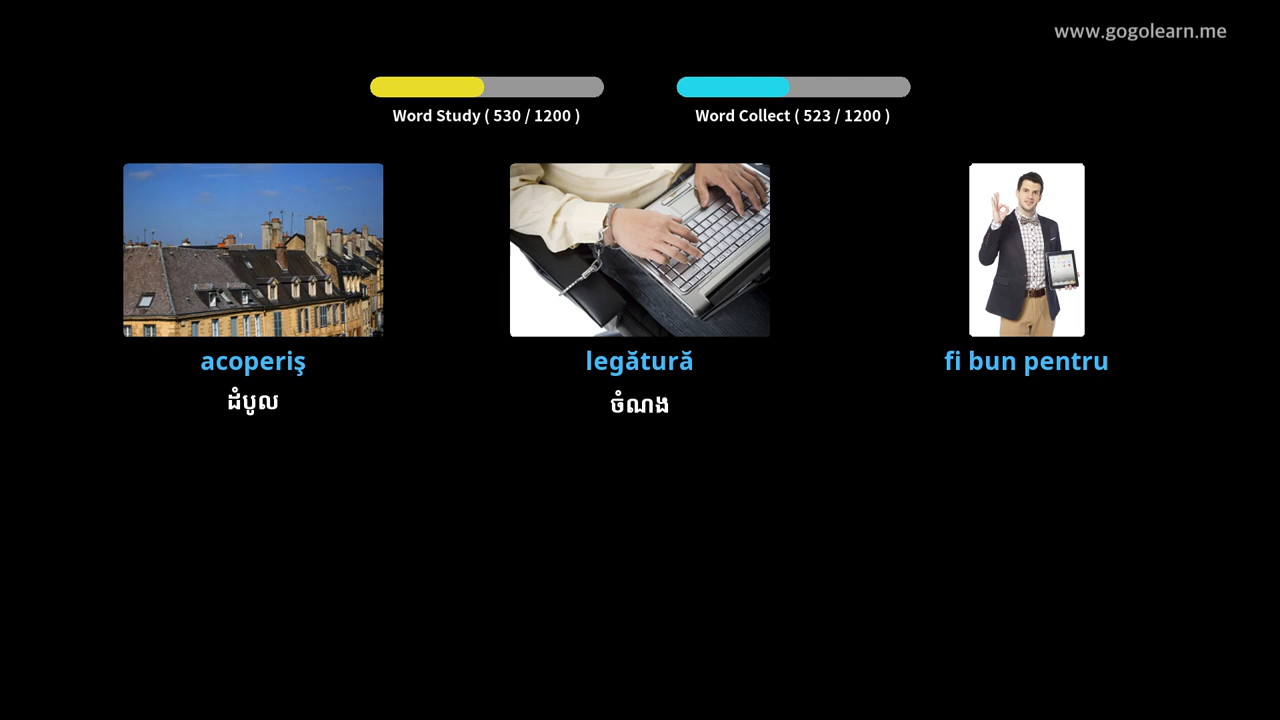 www.gogolearn.me
Word Study ( 530 / 1200 )
Word Collect ( 523 / 1200 )
acoperiş
legătură
fi bun pentru
ដំបូល
ចំណង